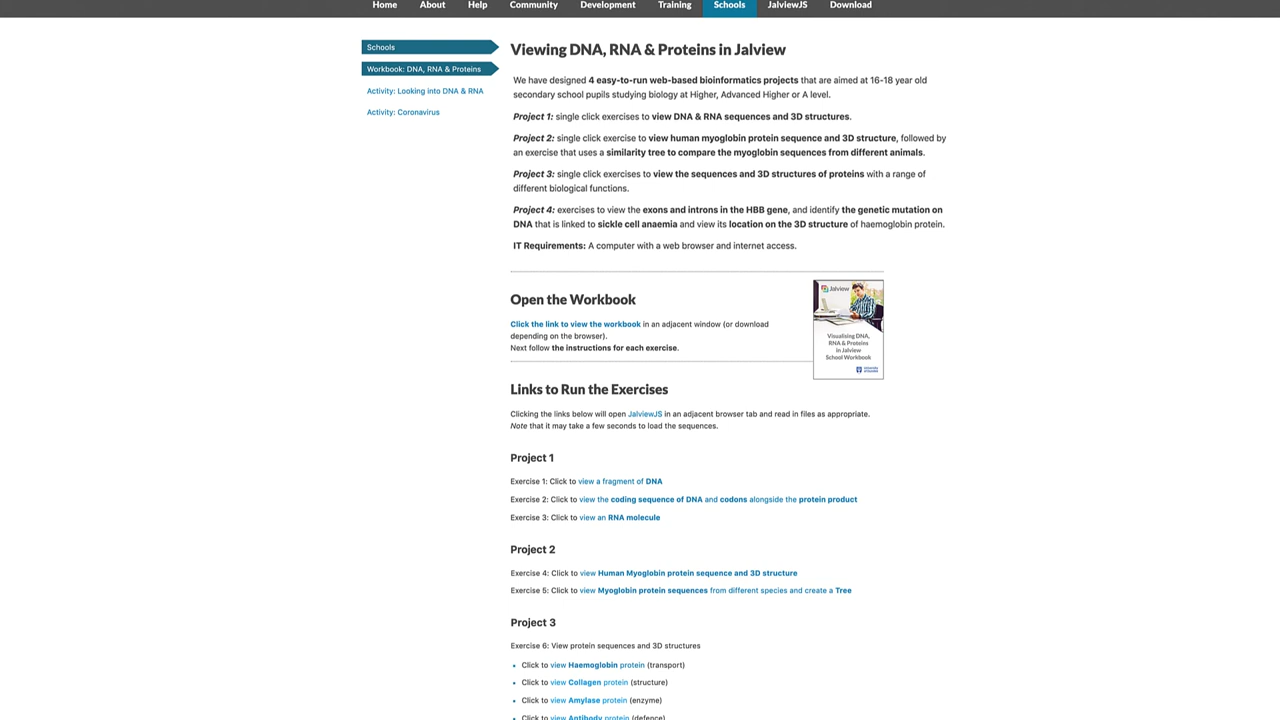 Home About Help Community Development Training Schools JalviewJS Download
Schools
Workbook: DNA, RNA & Proteins
Activity: Looking into DNA & RNA
Activity: Coronavirus
Viewing DNA, RNA & Proteins in Jalview
We have designed 4 easy-to-run web-based bioinformatics projects that are aimed at 16-18 year old
secondary school pupils studying biology at Higher, Advanced Higher or A level.
Project 1: single click exercises to view DNA & RNA sequences and 3D structures.
Project 2: single click exercise to view human myoglobin protein sequence and 3D structure, followed by
an exercise that uses a similarity tree to compare the myoglobin sequences from different animals.
Project 3: single click exercises to view the sequences and 3D structures of proteins with a range of
different biological functions.
Project 4: exercises to view the exons and introns in the HBB gene, and identify the genetic mutation on
DNA that is linked to sickle cell anaemia and view its location on the 3D structure of haemoglobin protein.
IT Requirements: A computer with a web browser and internet access.
Open the Workbook
Click the link to view the workbook in an adjacent window (or download
depending on the browser).
Next follow the instructions for each exercise.
Jalview
Visualising DNA,
RNA & Proteins
in Jalview
School Workbook
Links to Run the Exercises
Clicking the links below will open JalviewJS in an adjacent browser tab and read in files as appropriate.
Note that it may take a few seconds to load the sequences.
Project 1
Exercise 1: Click to view a fragment of DNA
Exercise 2: Click to view the coding sequence of DNA and codons alongside the protein product
Exercise 3: Click to view an RNA molecule
Project 2
Exercise 4: Click to view Human Myoglobin protein sequence and 3D structure
Exercise 5: Click to view Myoglobin protein sequences from different species and create a Tree
Project 3
Exercise 6: View protein sequences and 3D structures
• Click to view Haemoglobin protein (transport)
• Click to view Collagen protein (structure)
• Click to view Amylase protein (enzyme)
• Click to view Antibody protein (defence)